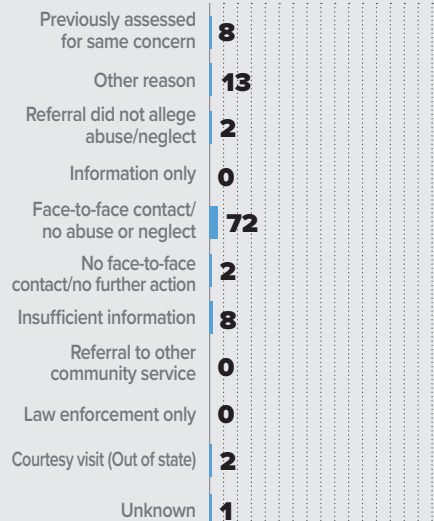 Previously assessed
for same concern
8
Other reason
13
Referral did not allege
abuse/neglect
2
Information only
0
Face-to-face contact/
no abuse or neglect
72
No face-to-face
contact/no further action
2
Insufficient information
8
Referral to other
community service
0
Law enforcement only
0
Courtesy visit (Out of state)
2
Unknown
1